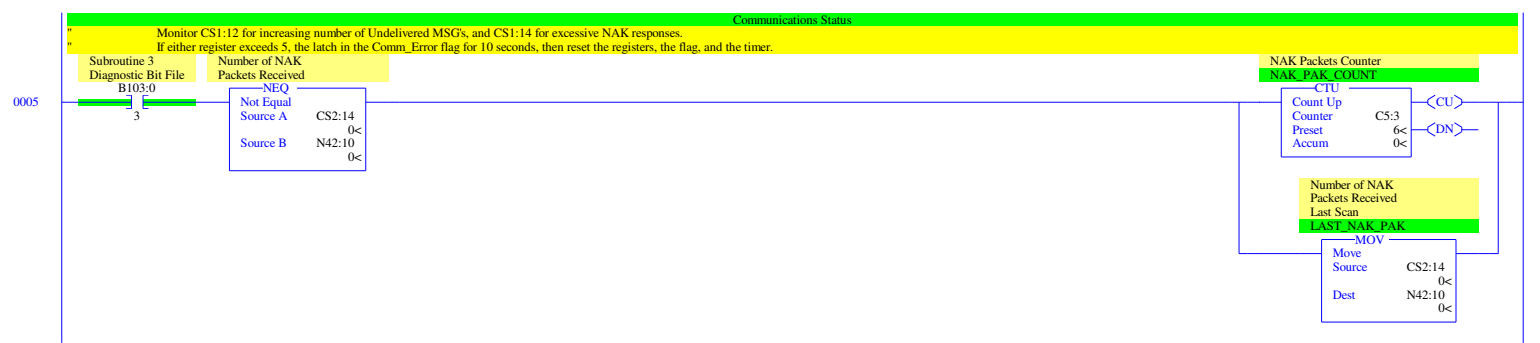 Communications Status
" Monitor CS1:12 for increasing number of Undelivered MSG's, and CS1:14 for excessive NAK responses.
" If either register exceeds 5, the latch in the Comm_Error flag for 10 seconds, then reset the registers, the flag, and the timer.
Subroutine 3
Diagnostic Bit File
B103:0
3
0005
Number of NAK
Packets Received
NEQ
Not Equal
Source A CS2:14
0<
Source B N42:10
0<
NAK Packets Counter
NAK_PAK_COUNT
CTU
Count Up
Counter C5:3
Preset 6<
Accum 0<
CU
DN
Number of NAK
Packets Received
Last Scan
LAST_NAK_PAK
MOV
Move
Source CS2:14
0<
Dest N42:10
0<